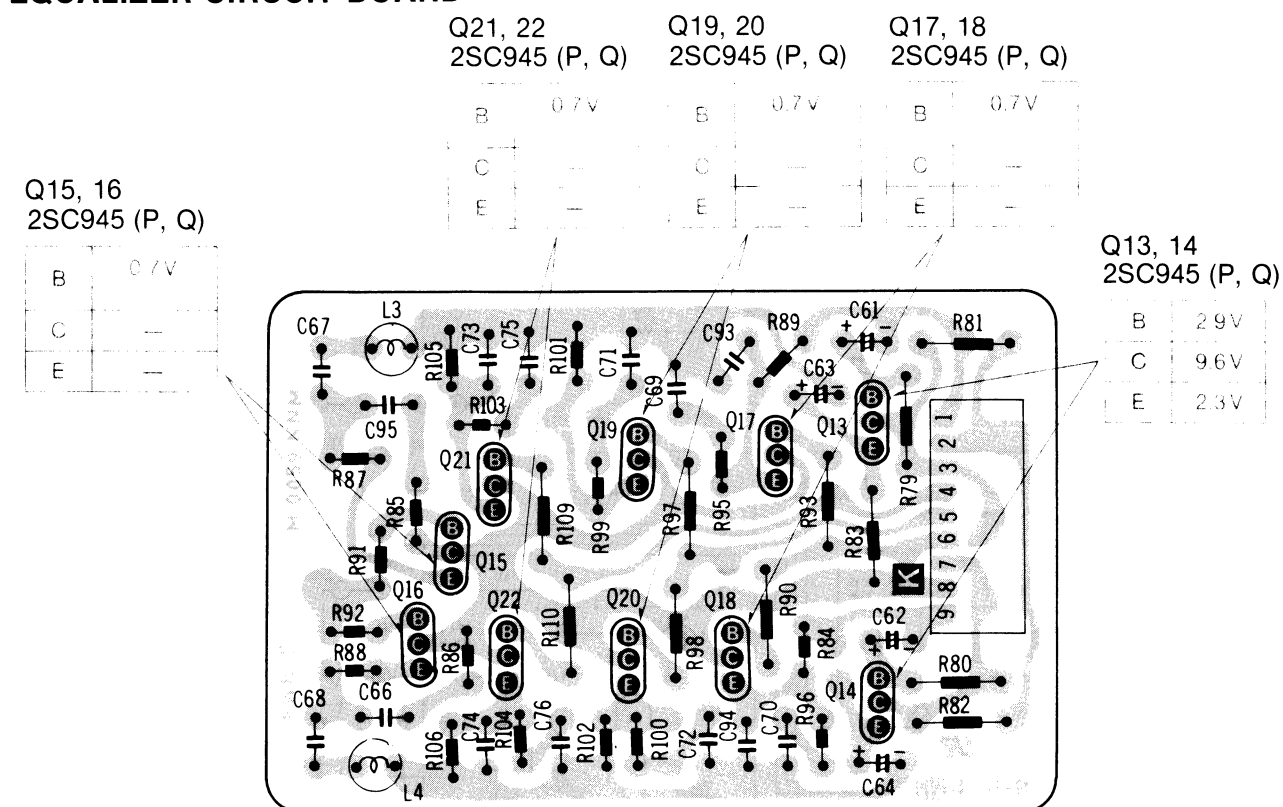 EQUALIZER CIRCUIT BOARD
Q21, 22
2SC945 (P, Q)
B 0.7V
C —
E —
Q19, 20
2SC945 (P, Q)
B 0.7V
C —
E —
Q17, 18
2SC945 (P, Q)
B 0.7V
C —
E —
Q15, 16
2SC945 (P, Q)
B 0.7V
C —
E —
Q13, 14
2SC945 (P, Q)
B 2.9V
C 9.6V
E 2.3V
C67
L3
R105
C73
C75
R101
C71
C69
C93
R89
C61
+ −
R81
C63
+ −
C95
R103
Q19
B
C
E
Q17
B
C
E
Q13
B
C
E
R87
Q21
B
C
E
R85
R109
R99
R97
R95
R93
R79
R83
1
2
3
4
5
6
7
8
9
K
R91
Q15
B
C
E
Q16
B
C
E
R92
R88
R86
Q22
B
C
E
R110
Q20
B
C
E
R98
Q18
B
C
E
R90
R84
C62
+ −
Q14
B
C
E
R80
R82
C68
C66
L4
R106
C74
R104
C76
R102
R100
C72
C94
C70
R96
+ −
C64